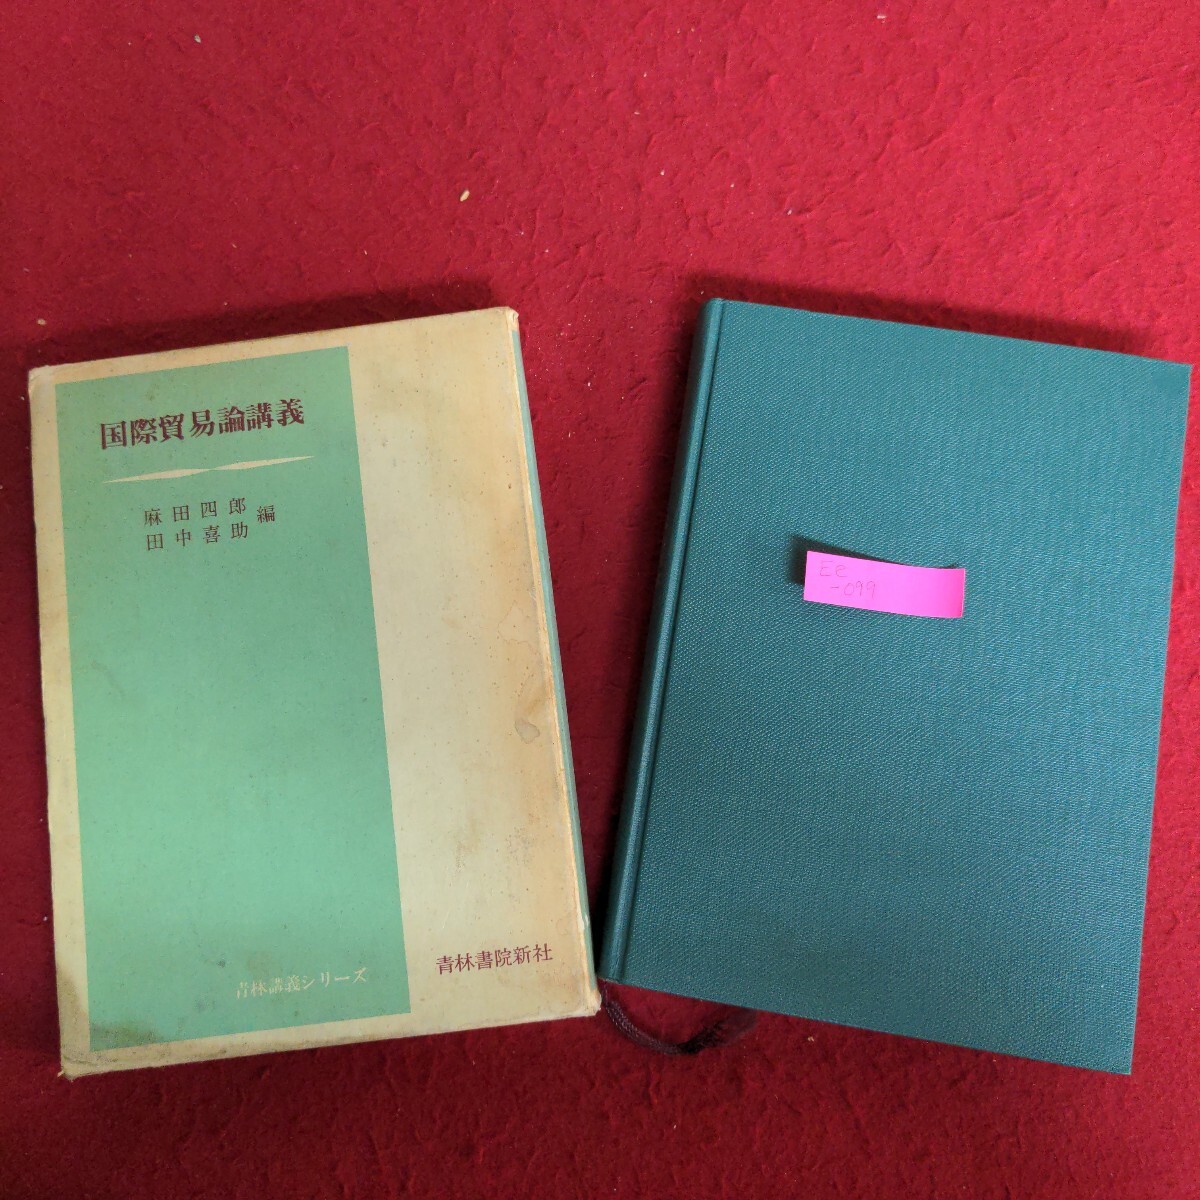 国際貿易論講義
麻田四郎
田中喜助
編
青林講義シリーズ
青林書院新社
Ee
-099